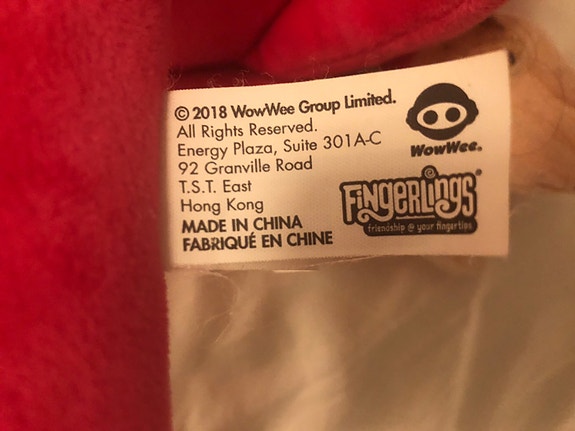 © 2018 WowWee Group Limited.
All Rights Reserved.
Energy Plaza, Suite 301A-C
92 Granville Road
T.S.T. East
Hong Kong
MADE IN CHINA
FABRIQUÉ EN CHINE
WowWee.
FiNgeRLiNgs®
friendship @ your fingertips